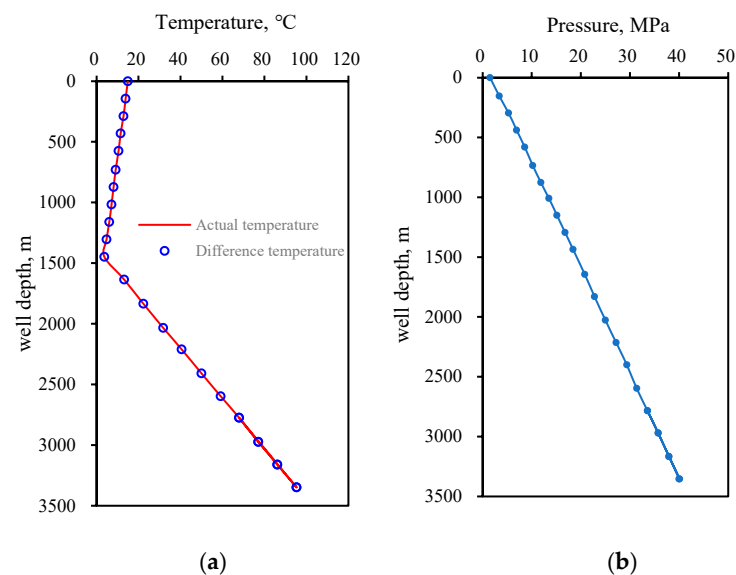 Temperature, °C
0 20 40 60 80 100 120
0
500
1000
1500
2000
2500
3000
3500
well depth, m
Actual temperature
Difference temperature
(a)
Pressure, MPa
0 10 20 30 40 50
0
500
1000
1500
2000
2500
3000
3500
well depth, m
(b)